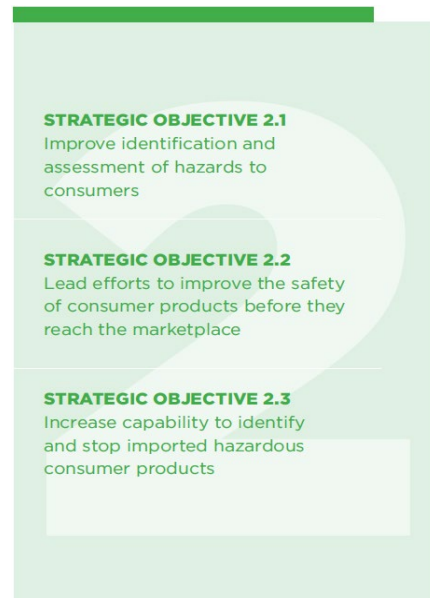 2
STRATEGIC OBJECTIVE 2.1
Improve identification and
assessment of hazards to
consumers
STRATEGIC OBJECTIVE 2.2
Lead efforts to improve the safety
of consumer products before they
reach the marketplace
STRATEGIC OBJECTIVE 2.3
Increase capability to identify
and stop imported hazardous
consumer products